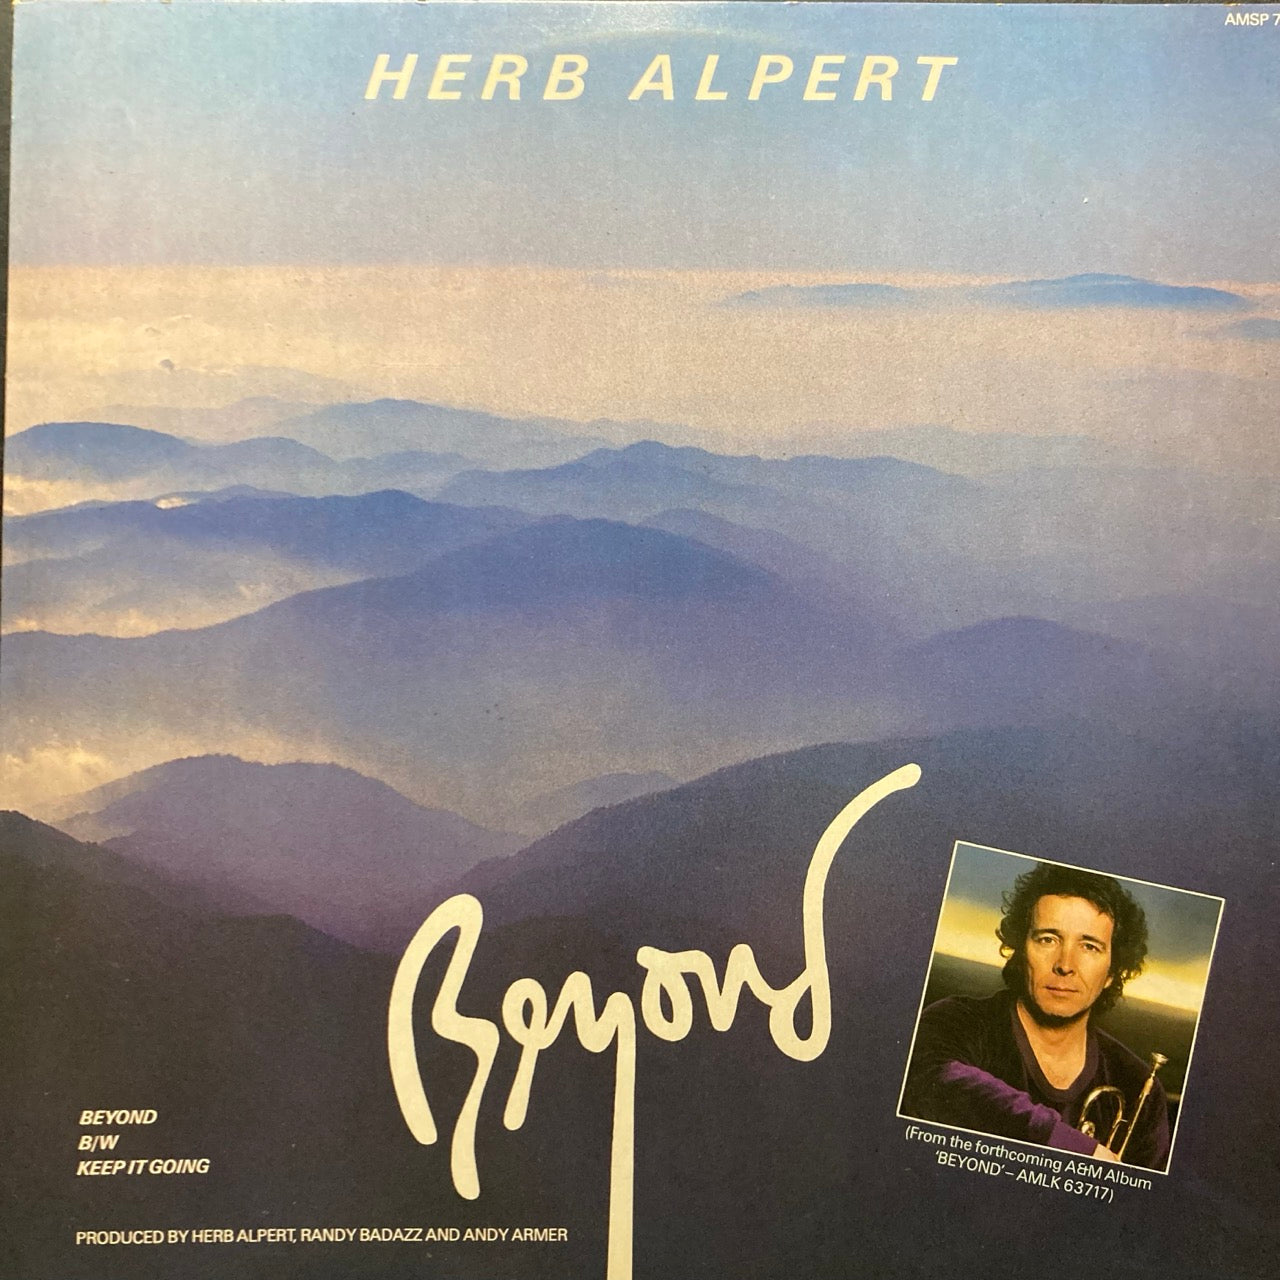 AMSP 7
HERB ALPERT
Beyond
BEYOND
B/W
KEEP IT GOING
(From the forthcoming A&M Album
'BEYOND' – AMLK 63717)
PRODUCED BY HERB ALPERT, RANDY BADAZZ AND ANDY ARMER